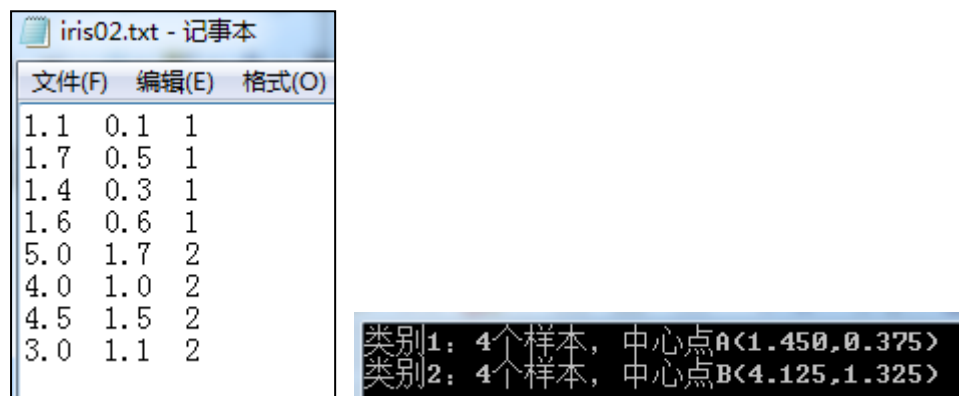 iris02.txt - 记事本
文件(F) 编辑(E) 格式(O)
1.1 0.1 1
1.7 0.5 1
1.4 0.3 1
1.6 0.6 1
5.0 1.7 2
4.0 1.0 2
4.5 1.5 2
3.0 1.1 2
类别1: 4个样本, 中心点A(1.450,0.375)
类别2: 4个样本, 中心点B(4.125,1.325)